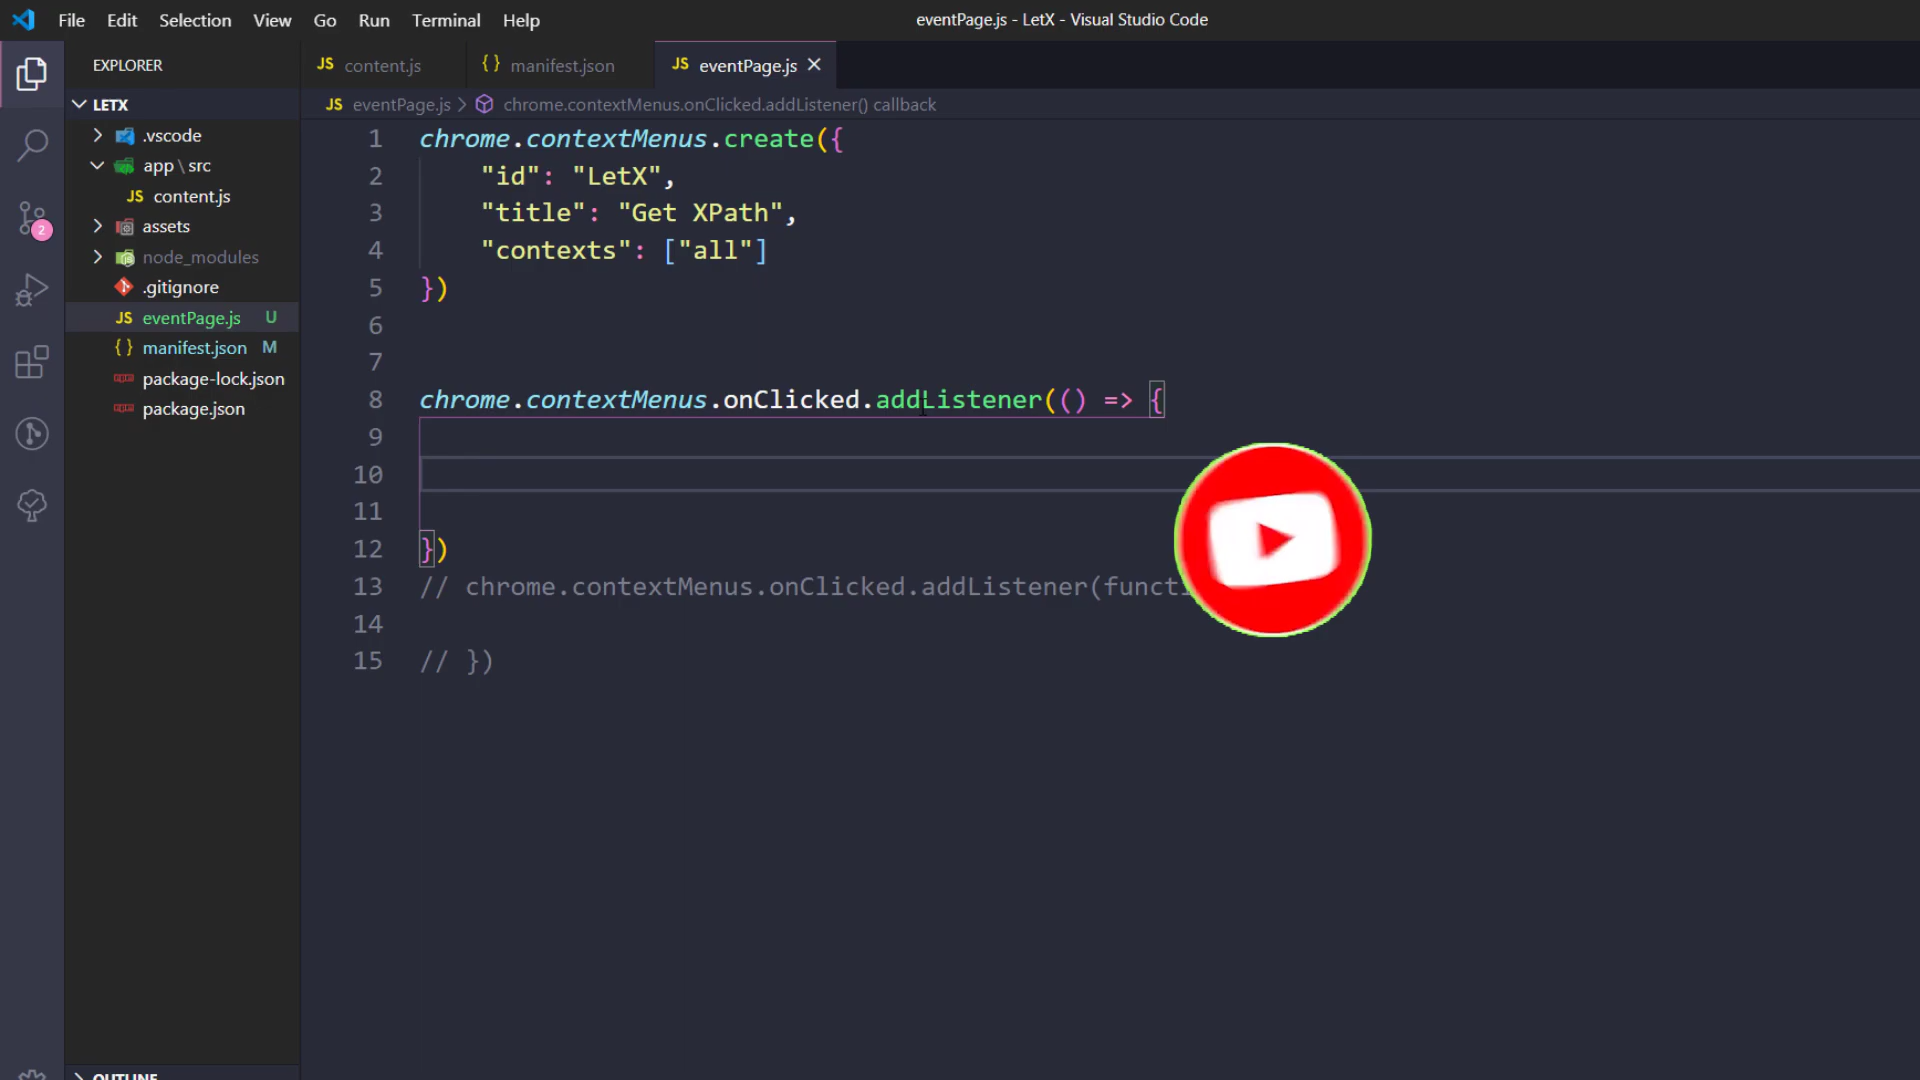 File Edit Selection View Go Run Terminal Help
eventPage.js - LetX - Visual Studio Code
EXPLORER
JS content.js
{} manifest.json
JS eventPage.js
LETX
JS eventPage.js > chrome.contextMenus.onClicked.addListener() callback
.vscode
app \ src
JS content.js
assets
node_modules
.gitignore
JS eventPage.js U
{} manifest.json M
package-lock.json
package.json
OUTLINE
2
1 chrome.contextMenus.create({
2 "id": "LetX",
3 "title": "Get XPath",
4 "contexts": ["all"]
5 })
6
7
8 chrome.contextMenus.onClicked.addListener(() => {
9
10
11
12 })
13 // chrome.contextMenus.onClicked.addListener(functi
14
15 // })